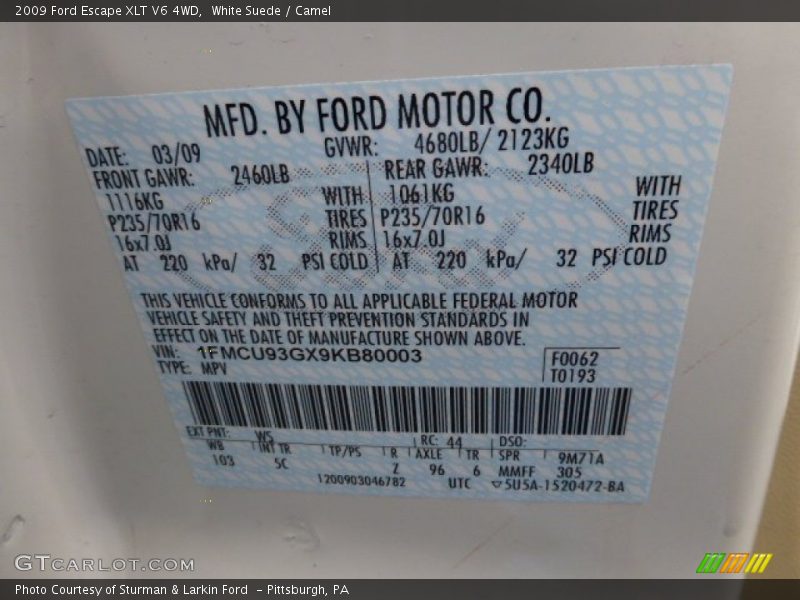 2009 Ford Escape XLT V6 4WD, White Suede / Camel
MFD. BY FORD MOTOR CO.
DATE: 03/09 GVWR: 4680LB/ 2123KG
FRONT GAWR: 2460LB REAR GAWR: 2340LB
1116KG WITH 1061KG WITH
P235/70R16 TIRES P235/70R16 TIRES
16x7.0J RIMS 16x7.0J RIMS
AT 220 kPa/ 32 PSI COLD AT 220 kPa/ 32 PSI COLD
THIS VEHICLE CONFORMS TO ALL APPLICABLE FEDERAL MOTOR
VEHICLE SAFETY AND THEFT PREVENTION STANDARDS IN
EFFECT ON THE DATE OF MANUFACTURE SHOWN ABOVE.
VIN: 1FMCU93GX9KB80003 F0062
TYPE: MPV T0193
EXT PNT: WS RC: 44 DSO:
WB INT TR TP/PS R AXLE TR SPR 9M71A
103 5C Z 96 6 MMFF 305
1200903046782 UTC ▽5U5A-1520472-BA
GTCARLOT.COM
Photo Courtesy of Sturman & Larkin Ford - Pittsburgh, PA